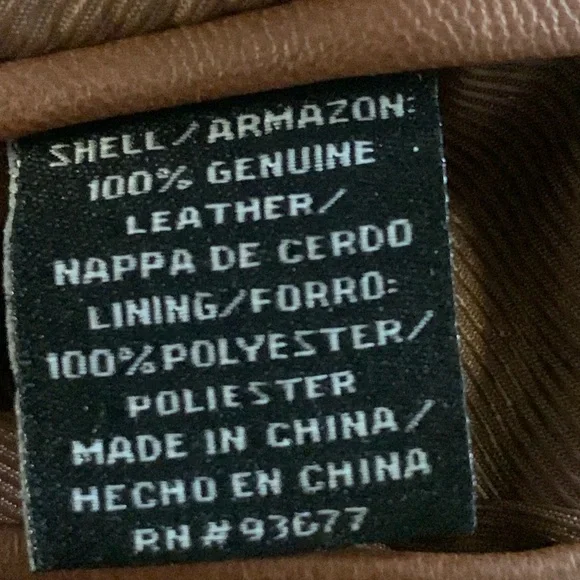 SHELL/ARMAZON:
100% GENUINE
LEATHER/
NAPPA DE CERDO
LINING/FORRO:
100%POLYESTER/
POLIESTER
MADE IN CHINA/
HECHO EN CHINA
RN#93677